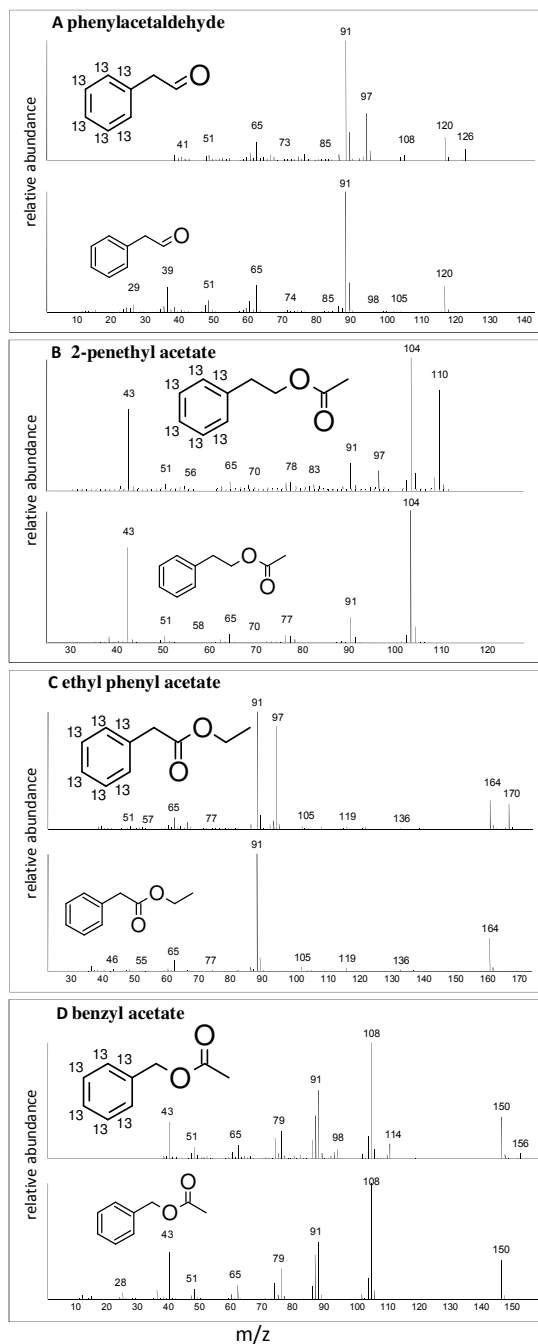 A phenylacetaldehyde
91
13 13 13 13 13 13
O
97
65
41 51 73 85 108 120 126
relative abundance
91
O
29 39 51 65 74 85 98 105 120
10 20 30 40 50 60 70 80 90 100 110 120 130 140
B 2-penethyl acetate
104
110
13 13 13 13 13 13
O
O
43
51 56 65 70 78 83 91 97
relative abundance
104
43
O
O
51 58 65 70 77 91
30 40 50 60 70 80 90 100 110 120
C ethyl phenyl acetate
91
97
13 13 13 13 13 13
O
O
164 170
51 57 65 77 105 119 136
relative abundance
91
O
O
164
46 55 65 77 105 119 136
30 40 50 60 70 80 90 100 110 120 130 140 150 160 170
D benzyl acetate
108
13 13 13 13 13 13
O
O
91
43 51 65 79 98 114 150 156
relative abundance
108
O
O
91
43
28 51 65 79 150
10 20 30 40 50 60 70 80 90 100 110 120 130 140 150
m/z